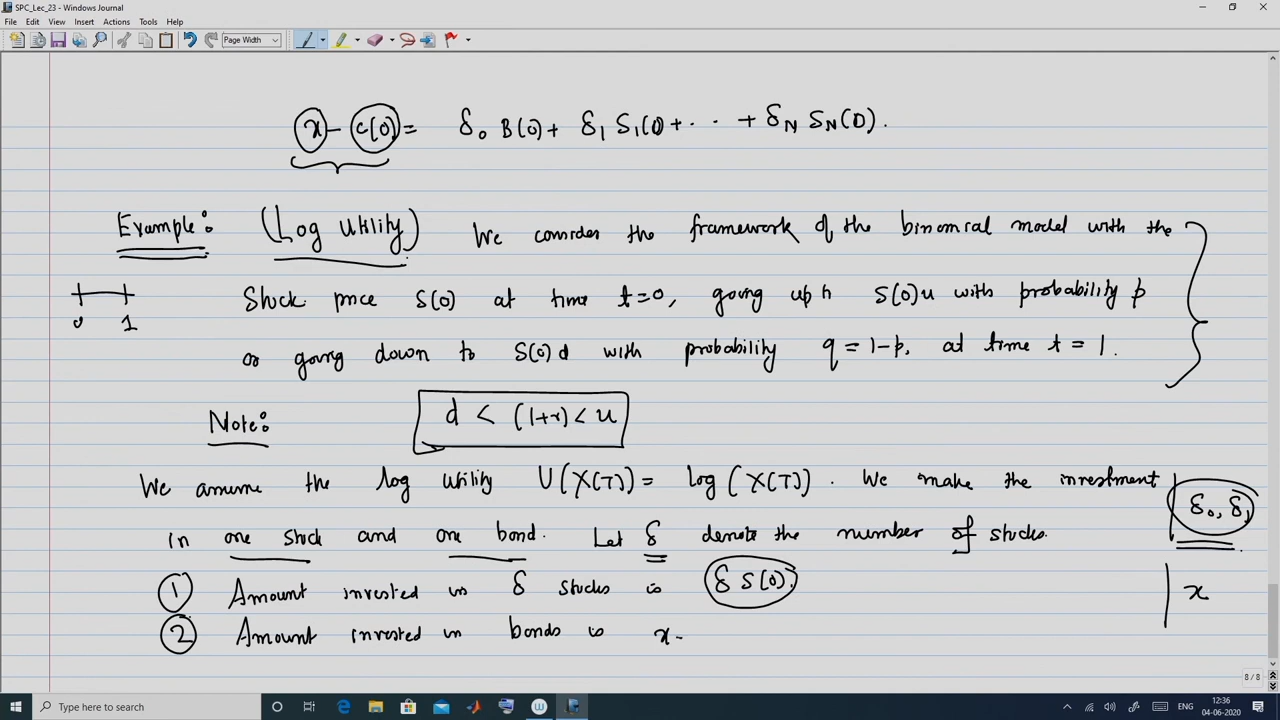 SPC_Lec_23 - Windows Journal
File Edit View Insert Actions Tools Help
Page Width
x - C(0) = δ₀ B(0) + δ₁ S₁(0) + ... + δ_N S_N(0).
Example: (Log Utility) We consider the framework of the binomial model with the
0 1 Stock price S(0) at time t=0, going up to S(0)u with probability p
or going down to S(0)d with probability q = 1-p, at time t = 1.
Note: d < (1+r) < u
We assume the log utility U(X(T)) = log(X(T)). We make the investment
δ₀, δ₁
in one stock and one bond. Let δ denote the number of stocks.
① Amount invested in δ stocks is δ S(0). x
② Amount invested in bonds is x-
8 / 8
Type here to search
12:36
04-06-2020